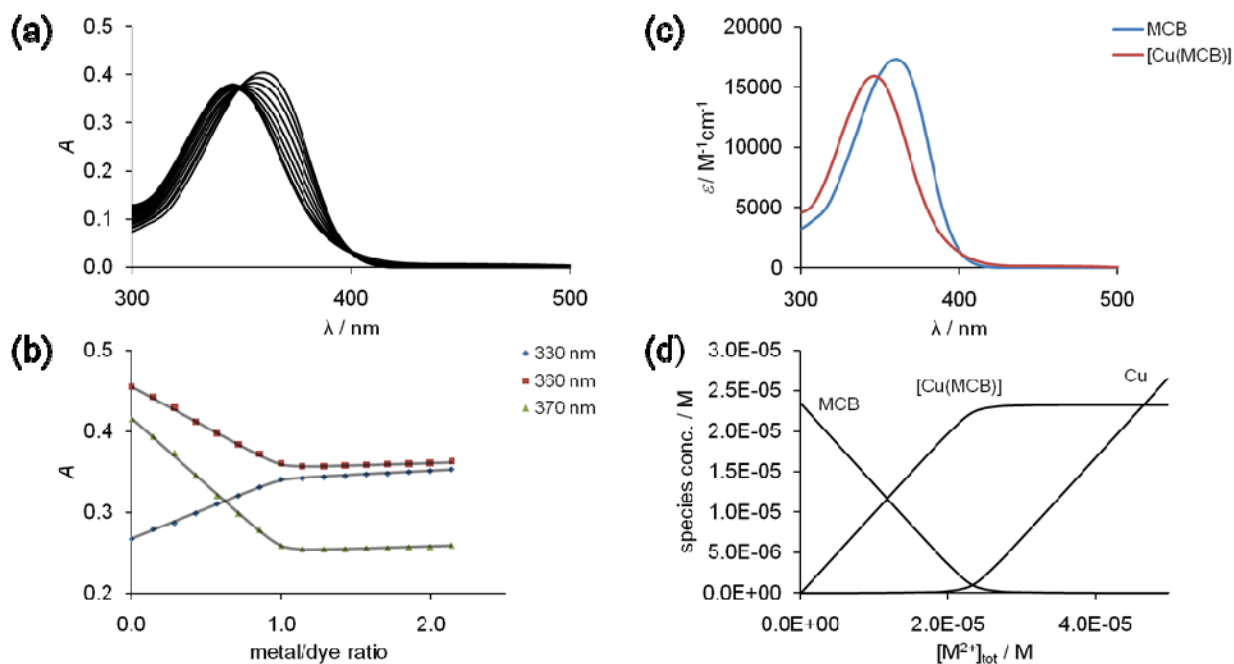 (a)
0.5
0.4
0.3
0.2
0.1
0.0
A
300
400
500
λ / nm
(b)
0.5
0.4
0.3
0.2
A
0.0
1.0
2.0
metal/dye ratio
330 nm
360 nm
370 nm
(c)
20000
15000
10000
5000
0
ε/ M⁻¹cm⁻¹
300
400
500
λ / nm
MCB
[Cu(MCB)]
(d)
3.0E-05
2.5E-05
2.0E-05
1.5E-05
1.0E-05
5.0E-06
0.0E+00
species conc. / M
MCB
[Cu(MCB)]
Cu
0.0E+00
2.0E-05
4.0E-05
[M²⁺]tot / M